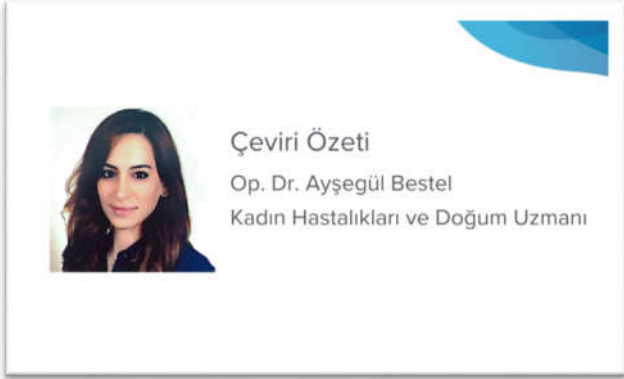 Çeviri Özeti
Op. Dr. Ayşegül Bestel
Kadın Hastalıkları ve Doğum Uzmanı